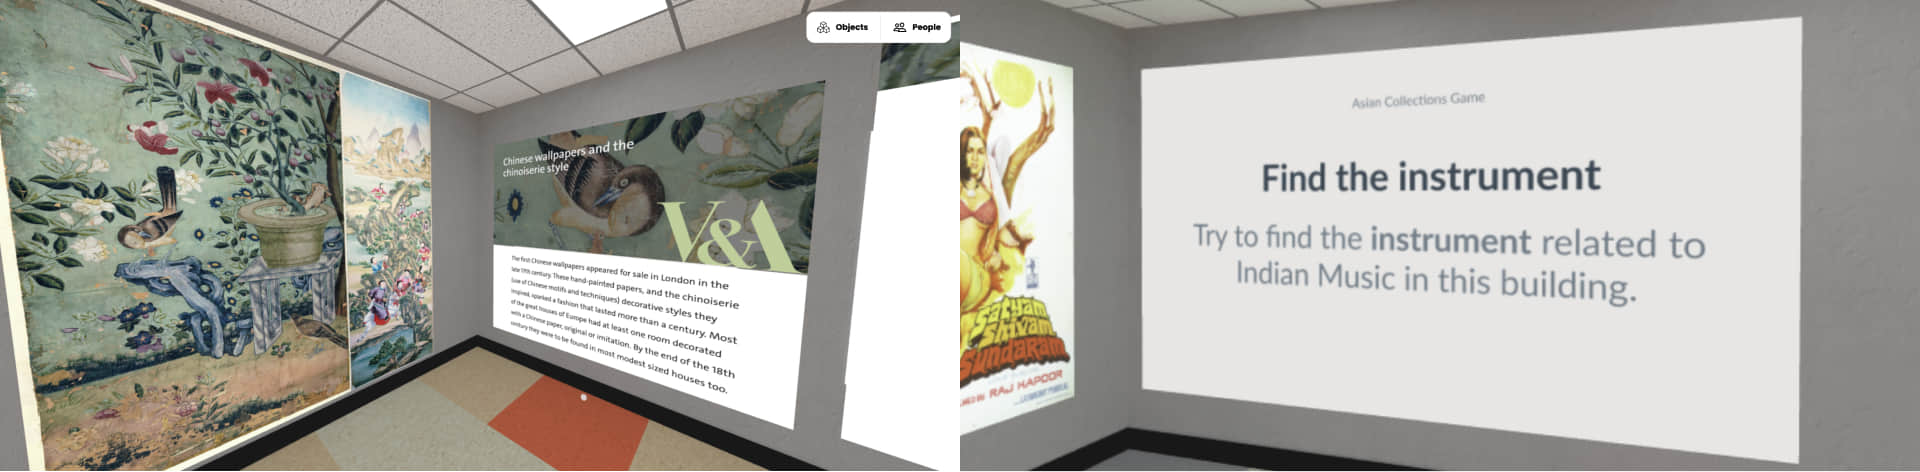 Objects
People
Chinese wallpapers and the
chinoiserie style
V&A
The first Chinese wallpapers appeared for sale in London in the
late 17th century. These hand-painted papers, and the chinoiserie
(use of Chinese motifs and techniques) decorative styles they
inspired, sparked a fashion that lasted more than a century. Most
of the great houses of Europe had at least one room decorated
with a Chinese paper, original or imitation. By the end of the 18th
century they were to be found in most modest sized houses too.
Satyam
Shivam
Sundaram
RAJ KAPOOR
Asian Collections Game
Find the instrument
Try to find the instrument related to
Indian Music in this building.